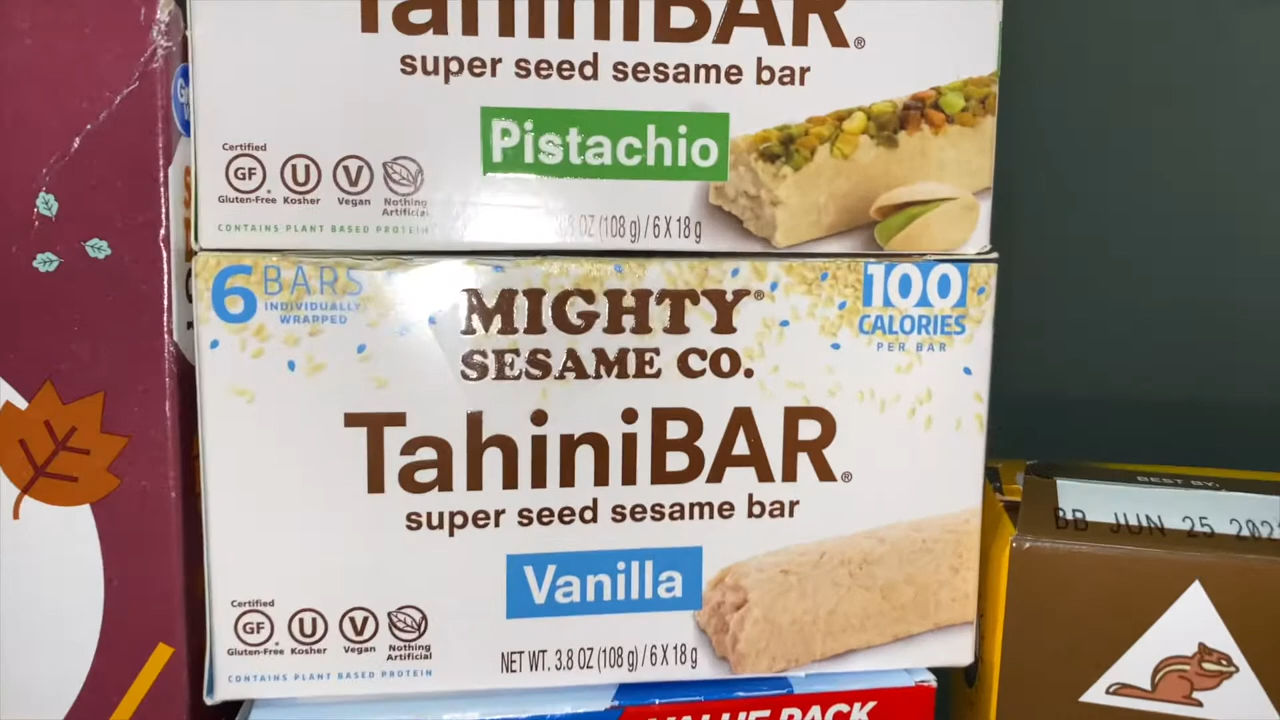 TahiniBAR®
super seed sesame bar
Pistachio
Certified
GF
U
V
Gluten-Free
Kosher
Vegan
Nothing
Artificial
CONTAINS PLANT BASED PROTEIN
OZ (108 g) / 6 X 18 g
6 BARS
INDIVIDUALLY
WRAPPED
MIGHTY®
SESAME CO.
100
CALORIES
PER BAR
TahiniBAR®
super seed sesame bar
Vanilla
Certified
GF
U
V
Gluten-Free
Kosher
Vegan
Nothing
Artificial
CONTAINS PLANT BASED PROTEIN
NET WT. 3.8 OZ (108 g) / 6 X 18 g
BEST BY:
BB JUN 25
VALUE PACK